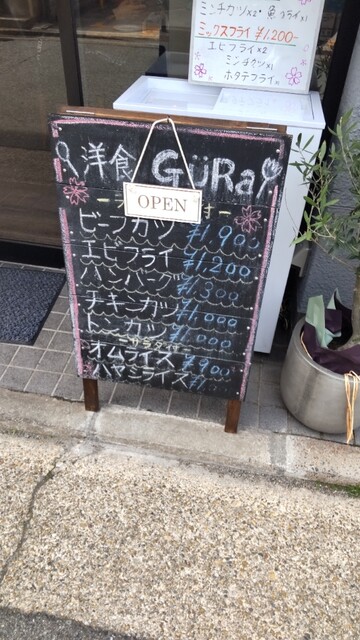 ミンチカツ×2・魚フライ×1
ミックスフライ ¥1,200-
エビフライ×2
ミンチカツ×1
ホタテフライ
洋食 GÜRa
OPEN
ビーフカツ ¥1,900
エビフライ ¥1,200
ハンバーグ ¥1,300
チキンカツ ¥1,000
トンカツ ¥1,000
サラダ付
オムライス ¥900
ハヤシライス